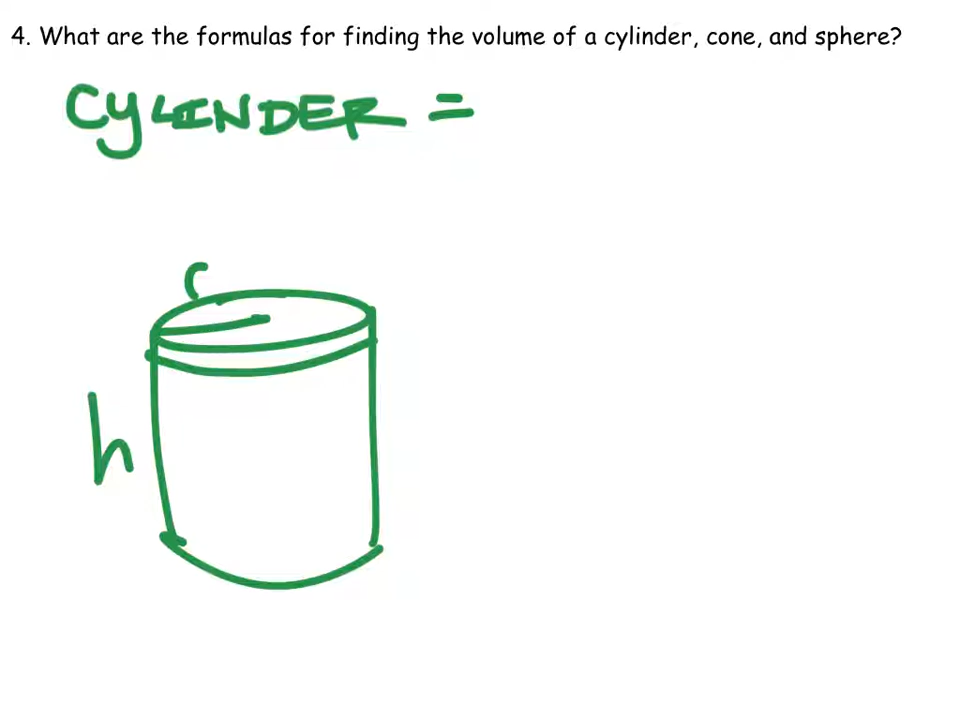 4. What are the formulas for finding the volume of a cylinder, cone, and sphere?
CYLINDER =
r
h